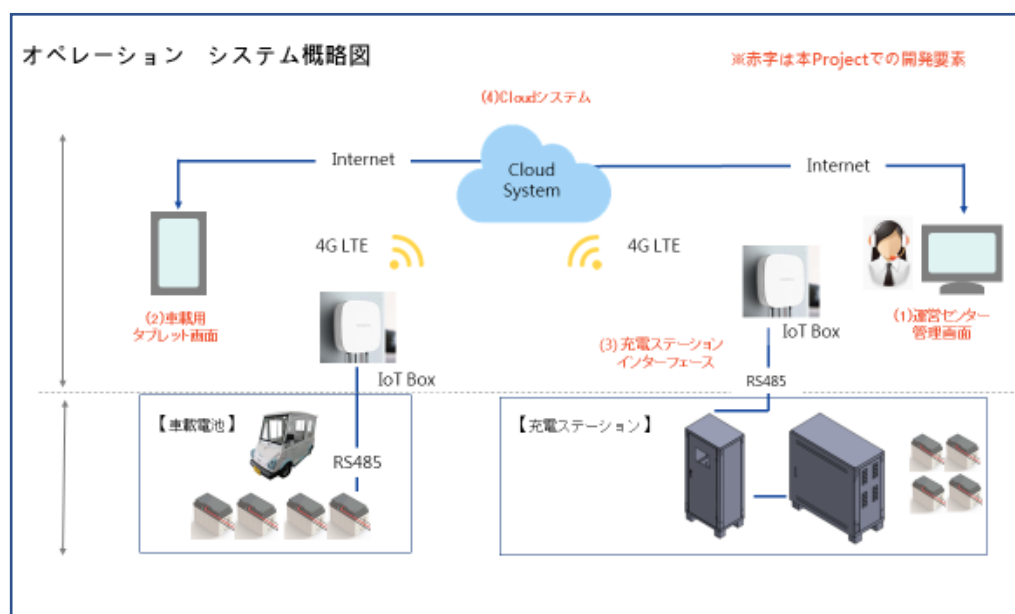 オペレーション システム概略図
※赤字は本Projectでの開発要素
(4)Cloudシステム
Internet
Cloud
System
Internet
4G LTE
4G LTE
(2)車載用
タブレット画面
IoT Box
(3) 充電ステーション
インターフェース
IoT Box
(1)運営センター
管理画面
RS485
【車載電池】
RS485
【充電ステーション】